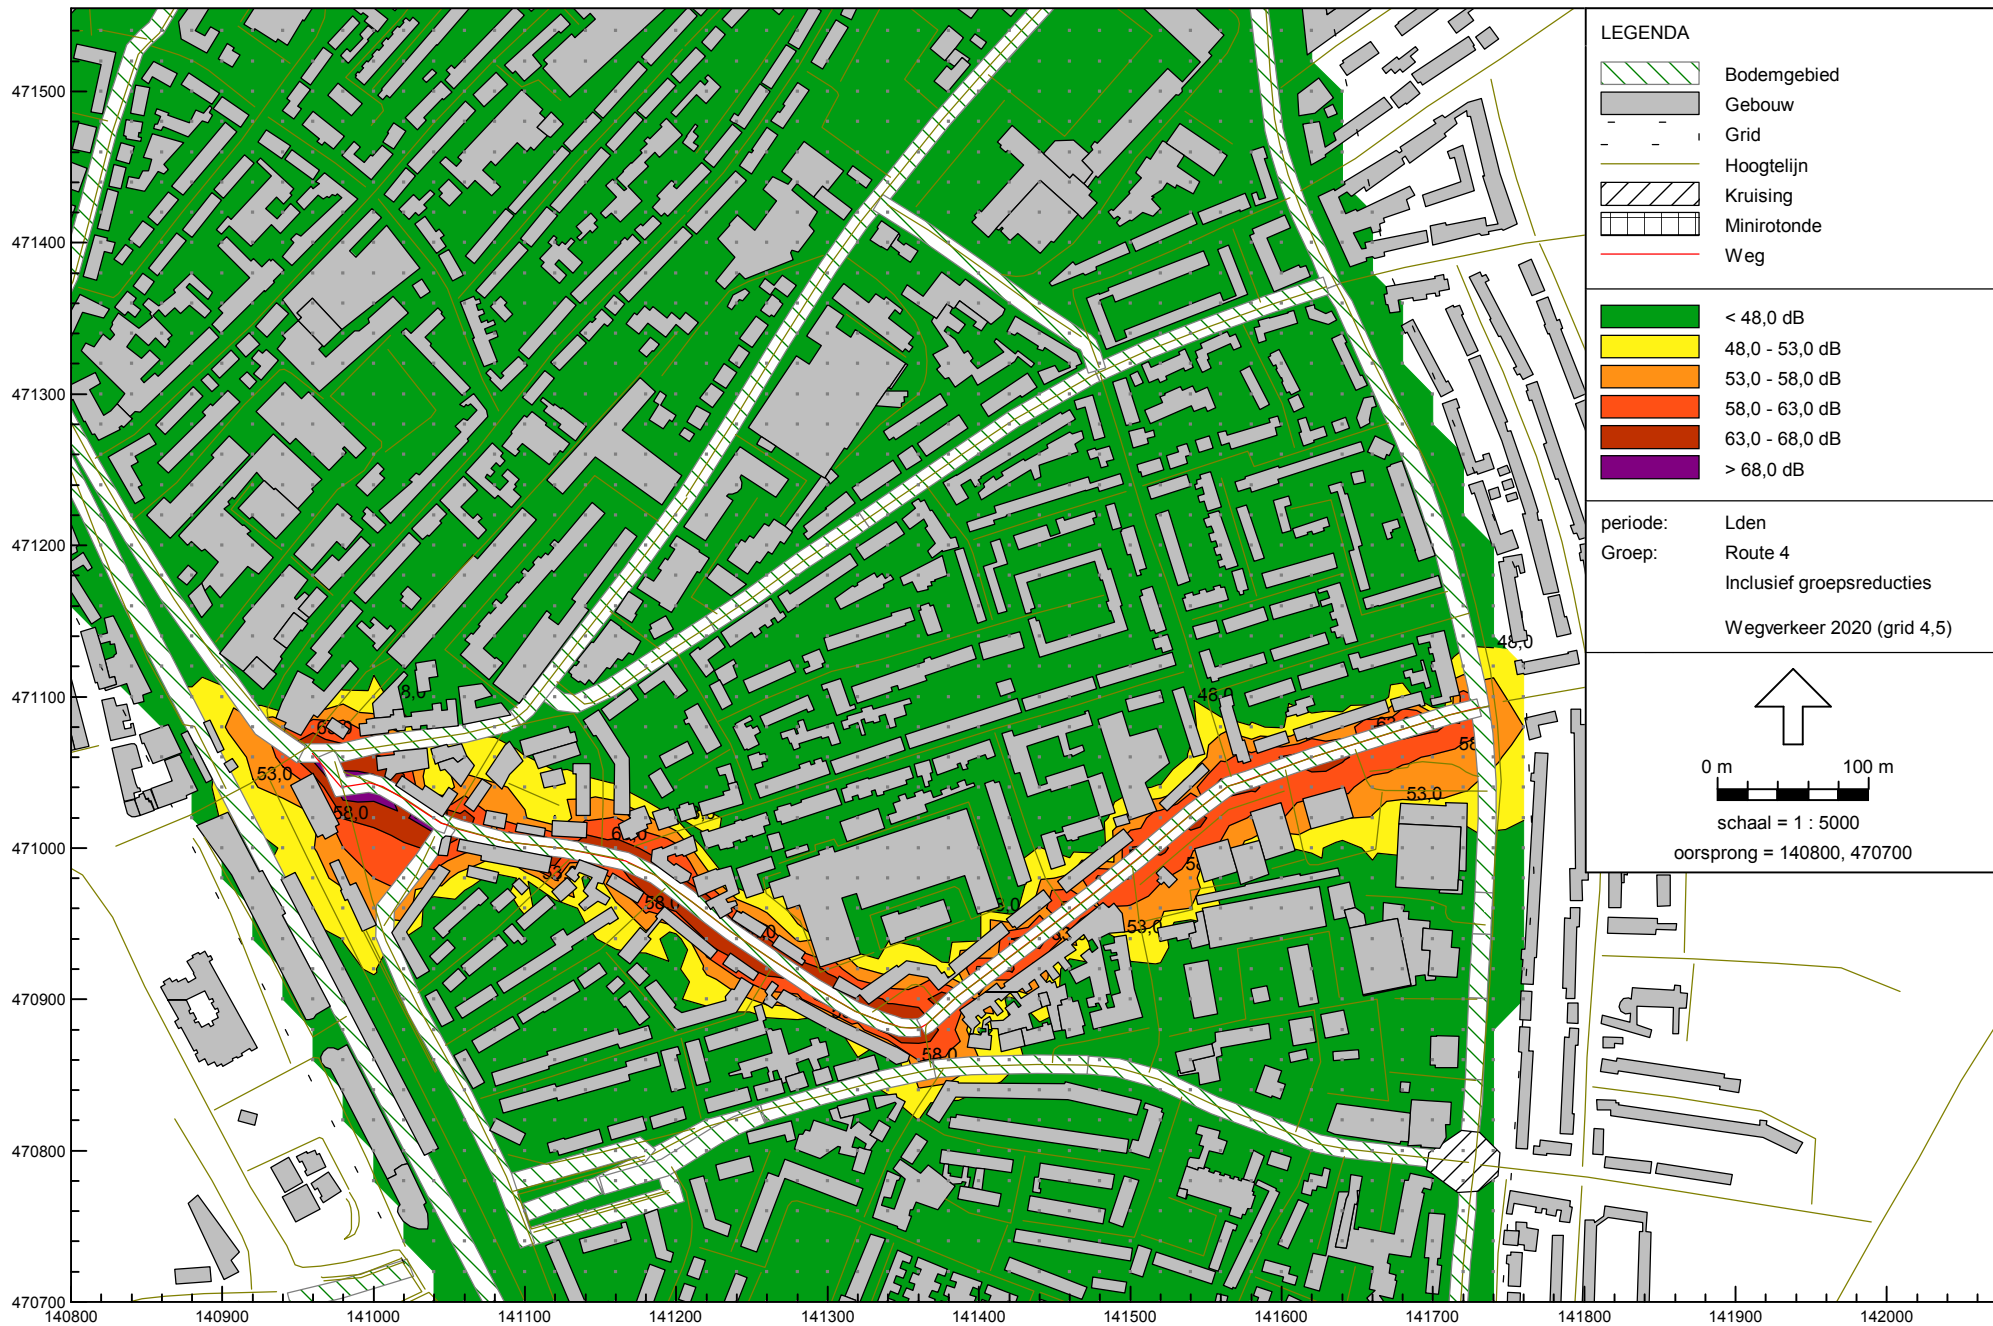 LEGENDA
Bodemgebied
Gebouw
Grid
Hoogtelijn
Kruising
Minirotonde
Weg
< 48,0 dB
48,0 - 53,0 dB
53,0 - 58,0 dB
58,0 - 63,0 dB
63,0 - 68,0 dB
> 68,0 dB
periode: Lden
Groep: Route 4
Inclusief groepsreducties
Wegverkeer 2020 (grid 4,5)
0 m 100 m
schaal = 1 : 5000
oorsprong = 140800, 470700
471500
471400
471300
471200
471100
471000
470900
470800
470700
140800 140900 141000 141100 141200 141300 141400 141500 141600 141700 141800 141900 142000
48,0
48,0
53,0
58,0
53,0
53,0
58,0